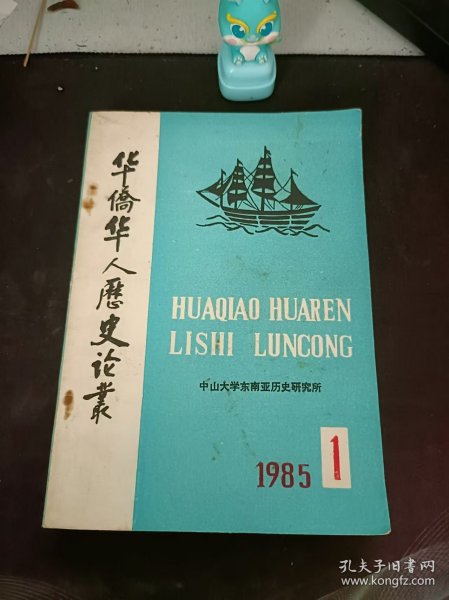 华僑华人歷史论叢
HUAQIAO HUAREN
LISHI LUNCONG
中山大学东南亚历史研究所
1985 1
孔夫子旧书网
www.kongfz.com